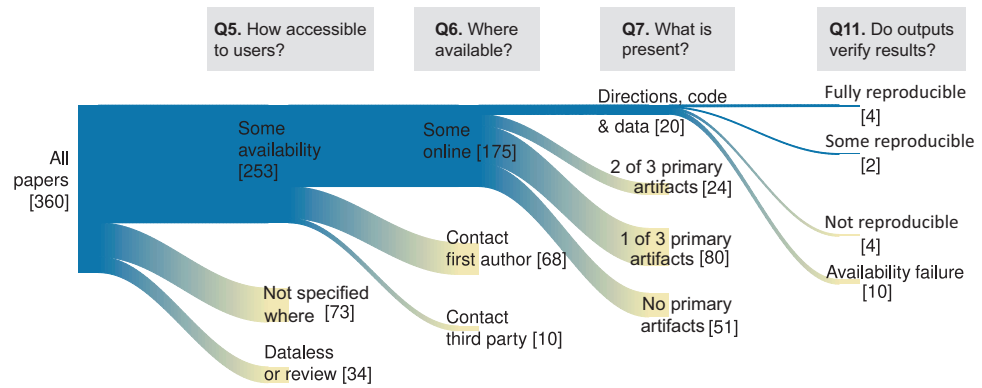 Q5. How accessible
to users?
Q6. Where
available?
Q7. What is
present?
Q11. Do outputs
verify results?
All
papers
[360]
Some
availability
[253]
Not specified
where [73]
Dataless
or review [34]
Some
online [175]
Contact
first author [68]
Contact
third party [10]
Directions, code
& data [20]
2 of 3 primary
artifacts [24]
1 of 3 primary
artifacts [80]
No primary
artifacts [51]
Fully reproducible
[4]
Some reproducible
[2]
Not reproducible
[4]
Availability failure
[10]